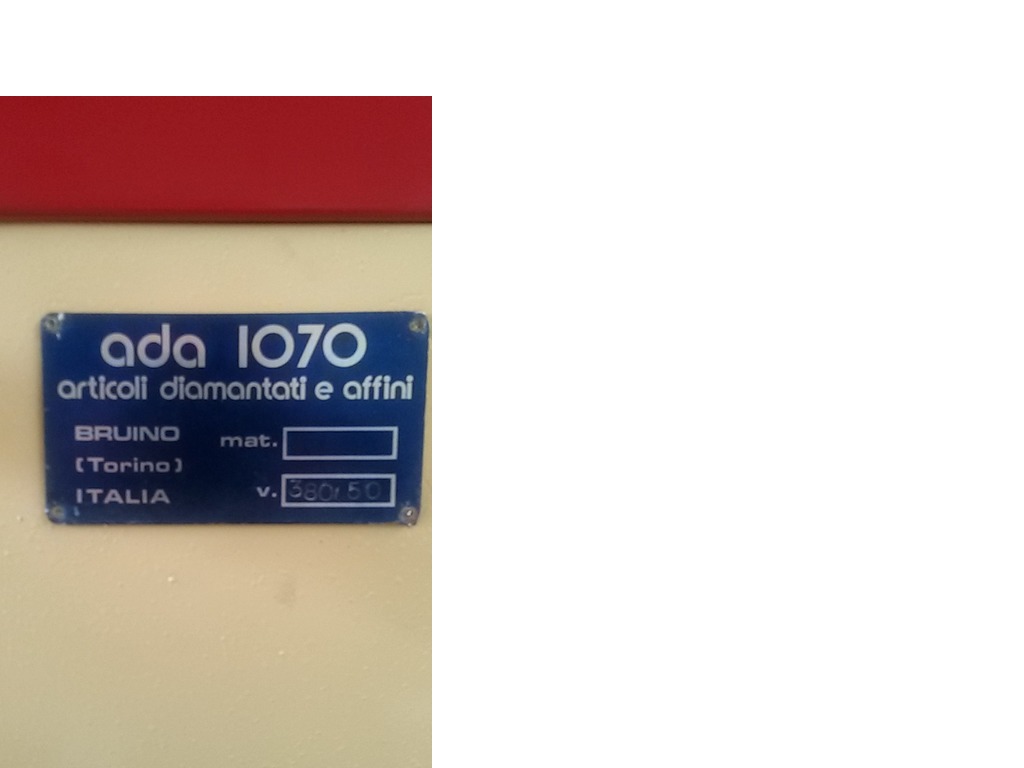 ada 1070
articoli diamantati e affini
BRUINO mat.
(Torino)
ITALIA v. 380/50